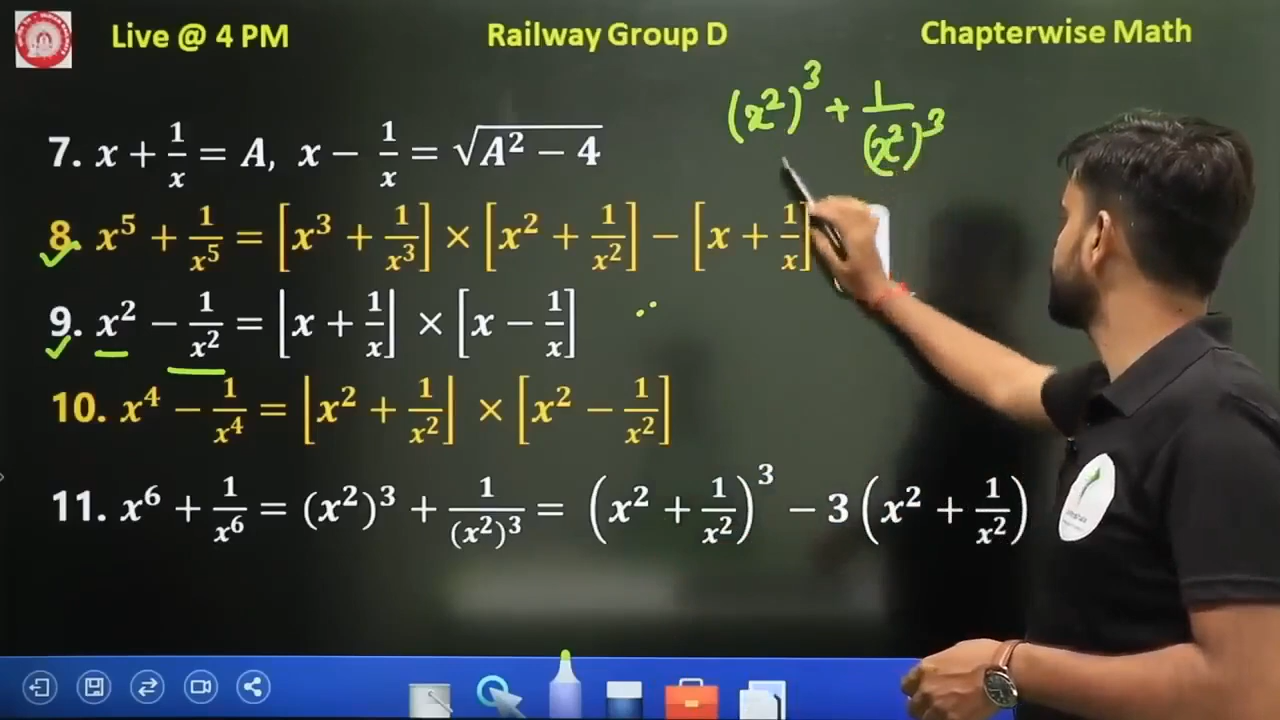 Live @ 4 PM Railway Group D Chapterwise Math
(x²)³ + 1/(x²)³
7. x + 1/x = A, x − 1/x = √(A² − 4)
8. x⁵ + 1/x⁵ = [x³ + 1/x³] × [x² + 1/x²] − [x + 1/x]
9. x² − 1/x² = ⌊x + 1/x⌋ × [x − 1/x]
10. x⁴ − 1/x⁴ = ⌊x² + 1/x²⌋ × [x² − 1/x²]
11. x⁶ + 1/x⁶ = (x²)³ + 1/(x²)³ = (x² + 1/x²)³ − 3(x² + 1/x²)